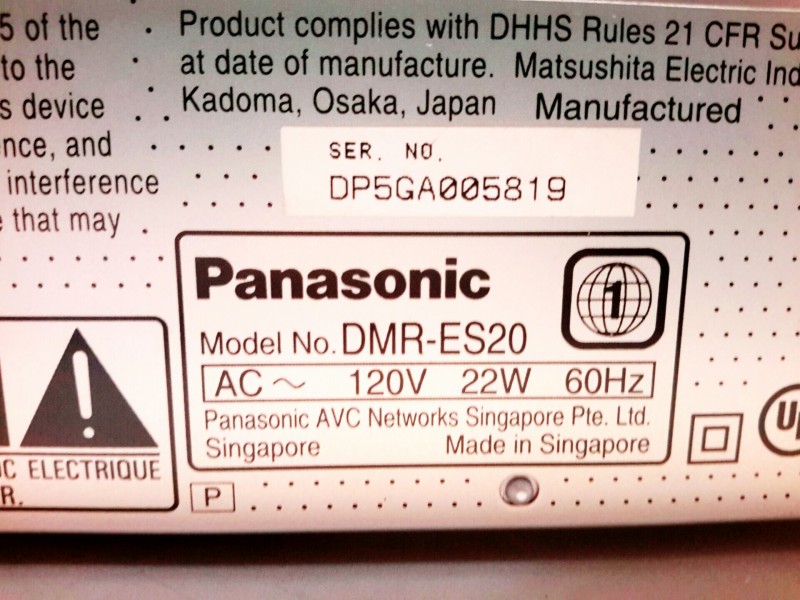 5 of the
to the
s device
nce, and
interference
that may
Product complies with DHHS Rules 21 CFR Su
at date of manufacture. Matsushita Electric Ind
Kadoma, Osaka, Japan Manufactured
SER. NO.
DP5GA005819
Panasonic
1
Model No. DMR-ES20
AC ~ 120V 22W 60Hz
Panasonic AVC Networks Singapore Pte. Ltd.
Singapore Made in Singapore
!
C ELECTRIQUE
R.
P
U